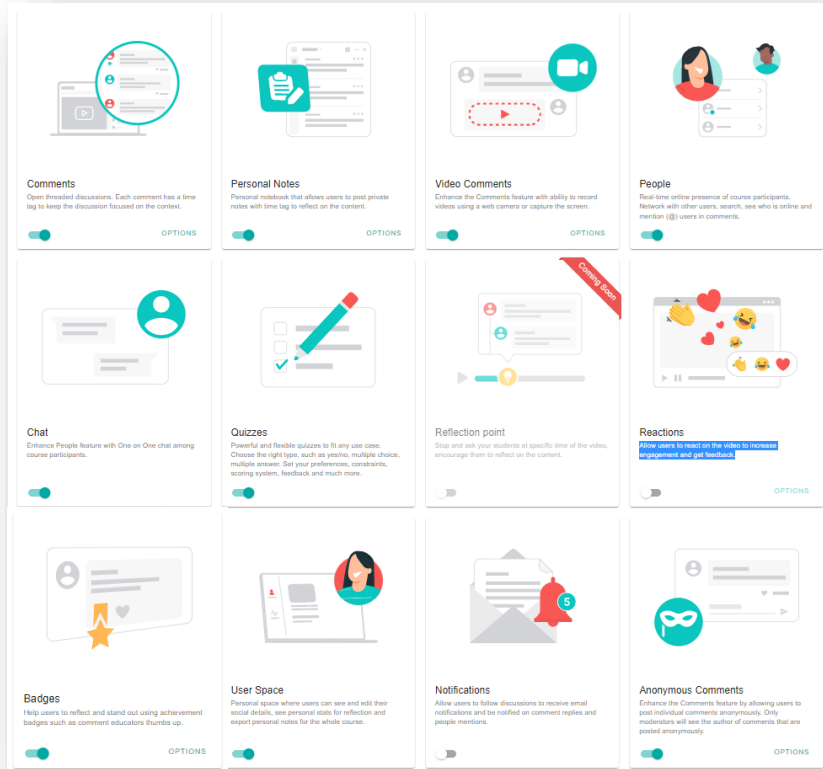 Comments
Open threaded discussions. Each comment has a time
tag to keep the discussion focused on the context.
OPTIONS
Personal Notes
Personal notebook that allows users to post private
notes with time tag to reflect on the content.
OPTIONS
Video Comments
Enhance the Comments feature with ability to record
videos using a web camera or capture the screen.
OPTIONS
People
Real-time online presence of course participants.
Network with other users, search, see who is online and
mention (@) users in comments.
Chat
Enhance People feature with One on One chat among
course participants.
Quizzes
Powerful and flexible quizzes to fit any use case.
Choose the right type, such as yes/no, multiple choice,
multiple answer. Set your preferences, constraints,
scoring system, feedback and much more.
Coming Soon
Reflection point
Stop and ask your students at specific time of the video,
encourage them to reflect on the content.
Reactions
Allow users to react on the video to increase
engagement and get feedback.
OPTIONS
Badges
Help users to reflect and stand out using achievement
badges such as comment educators thumbs up.
OPTIONS
User Space
Personal space where users can see and edit their
social details, see personal stats for reflection and
export personal notes for the whole course.
5
Notifications
Allow users to follow discussions to receive email
notifications and be notified on comment replies and
people mentions.
Anonymous Comments
Enhance the Comments feature by allowing users to
post individual comments anonymously. Only
moderators will see the author of comments that are
posted anonymously.
OPTIONS